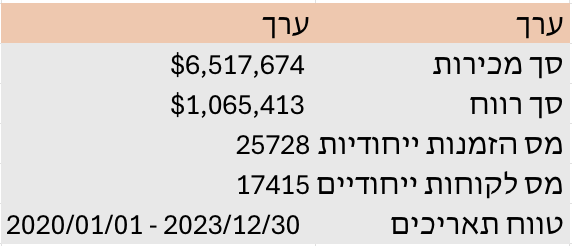 ערך ערך
סך מכירות $6,517,674
סך רווח $1,065,413
מס הזמנות ייחודיות 25728
מס לקוחות ייחודיים 17415
טווח תאריכים 2020/01/01 - 2023/12/30